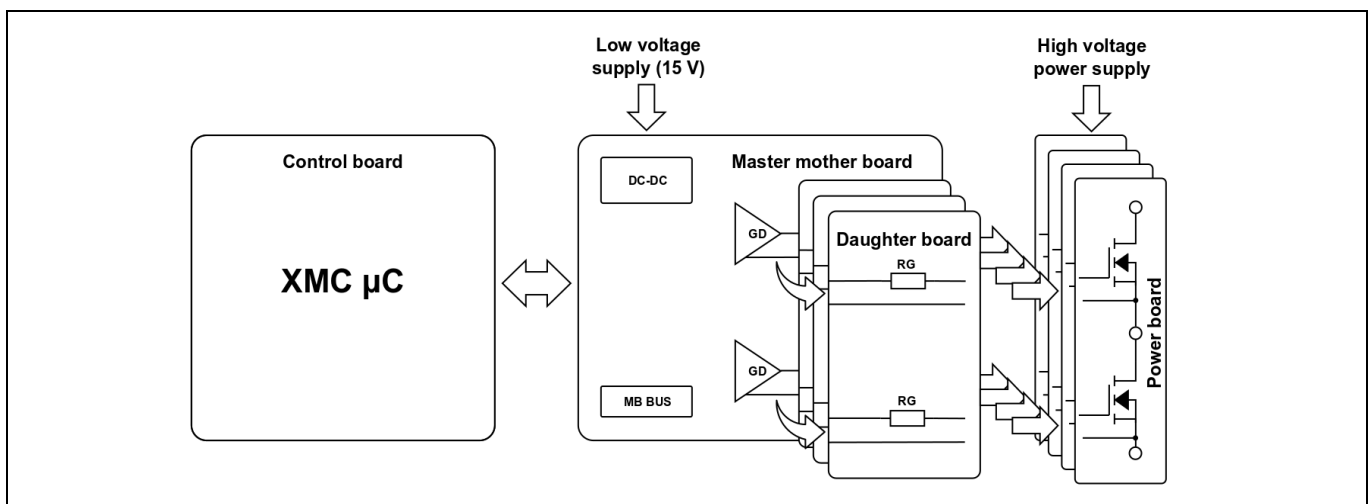 Low voltage
supply (15 V)
High voltage
power supply
Control board
XMC µC
Master mother board
DC-DC
GD
Daughter board
RG
GD
MB BUS
RG
Power board